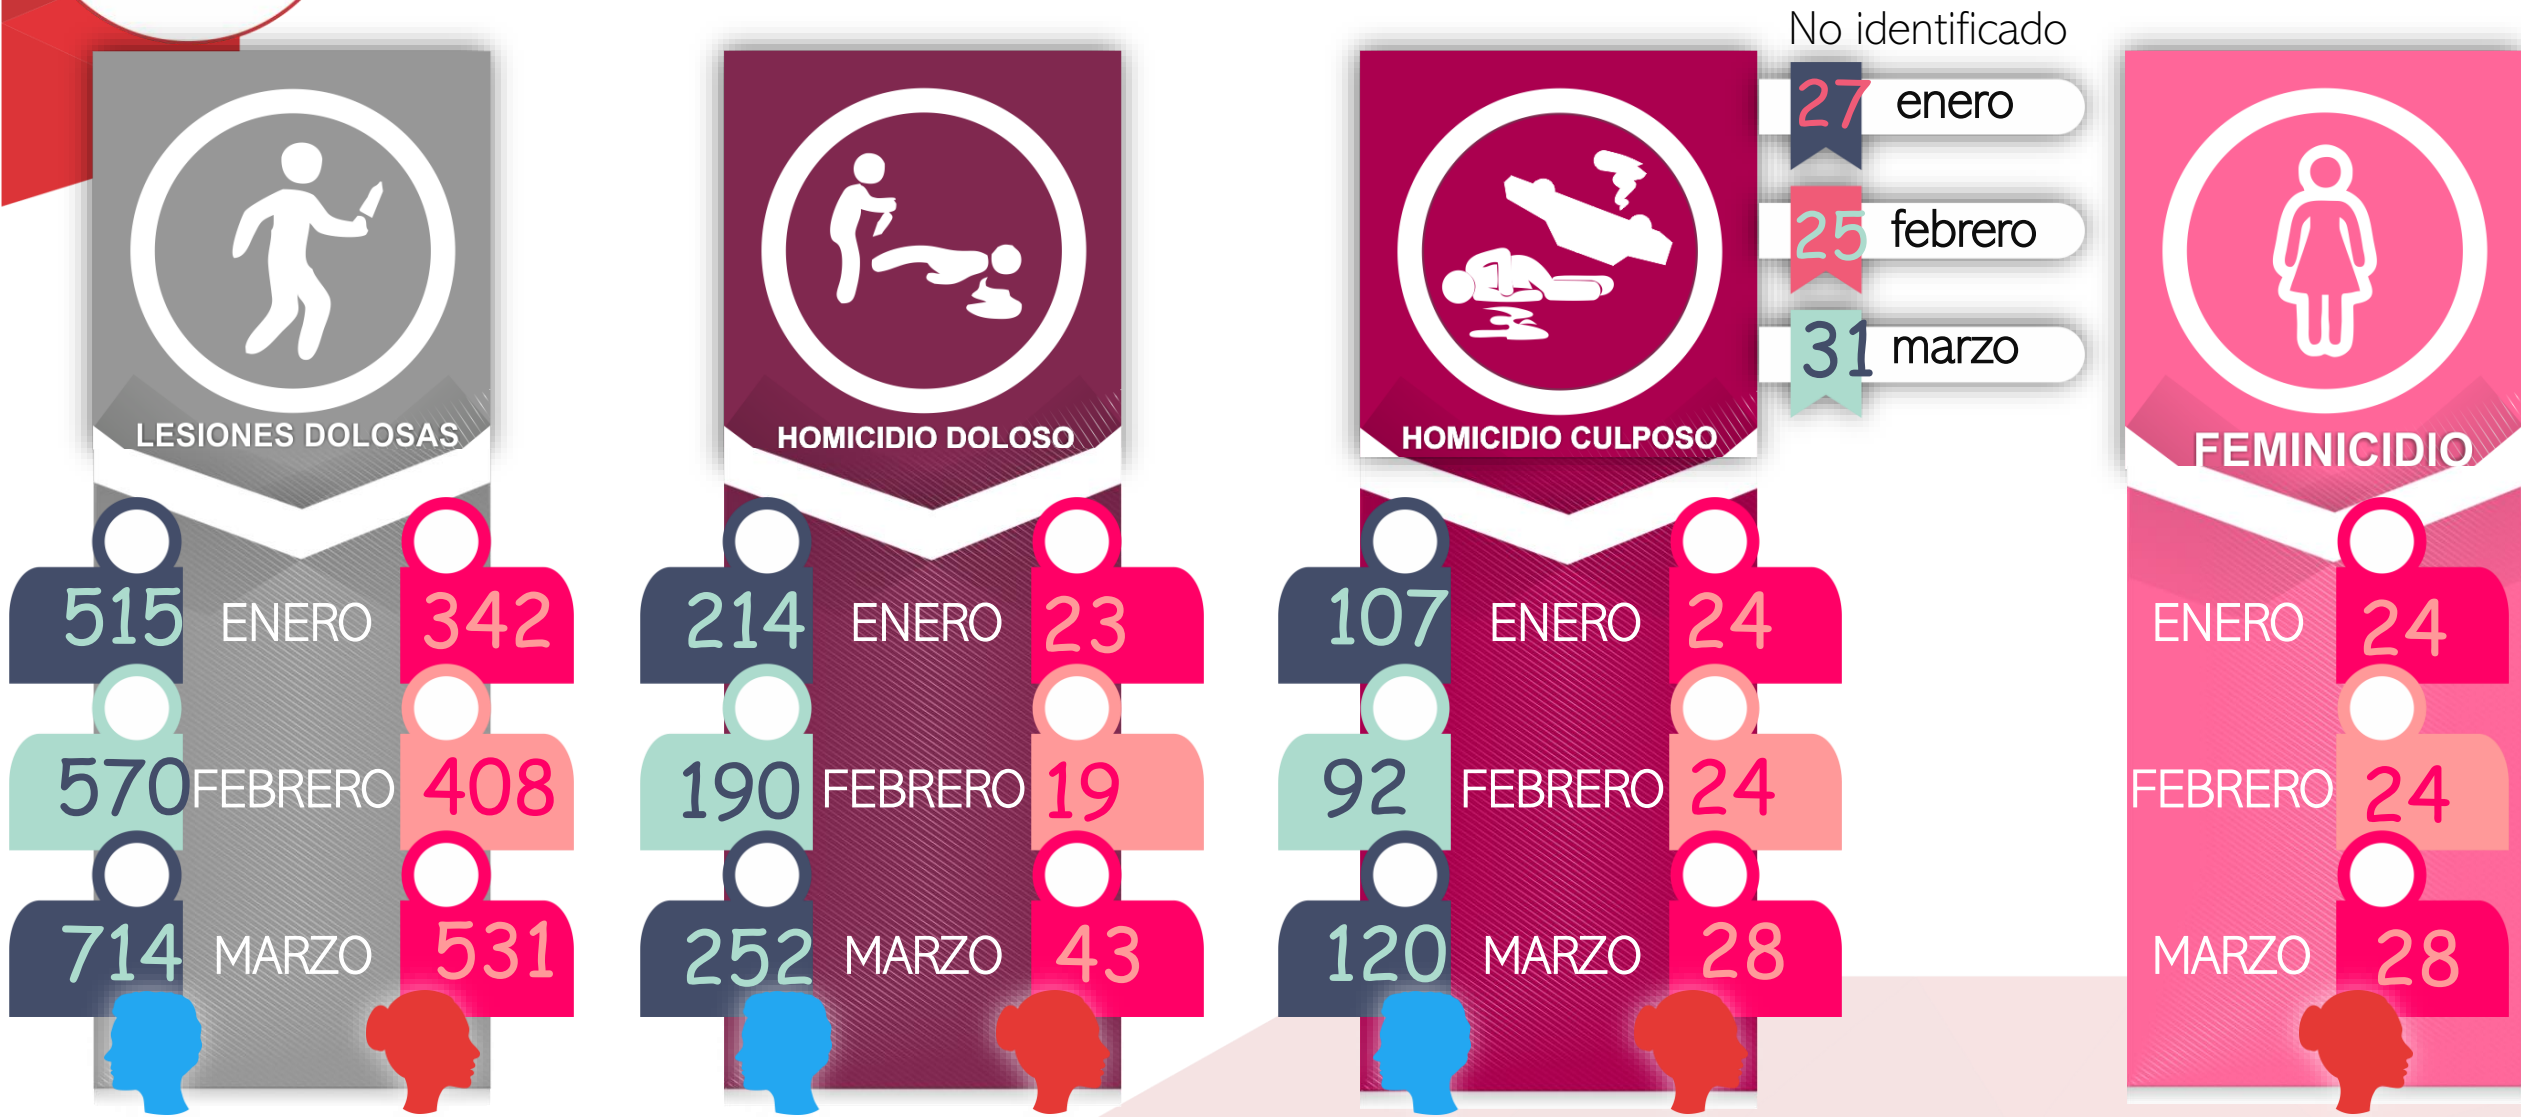 No identificado
27 enero
25 febrero
31 marzo
LESIONES DOLOSAS
515 ENERO 342
570 FEBRERO 408
714 MARZO 531
HOMICIDIO DOLOSO
214 ENERO 23
190 FEBRERO 19
252 MARZO 43
HOMICIDIO CULPOSO
107 ENERO 24
92 FEBRERO 24
120 MARZO 28
FEMINICIDIO
ENERO 24
FEBRERO 24
MARZO 28